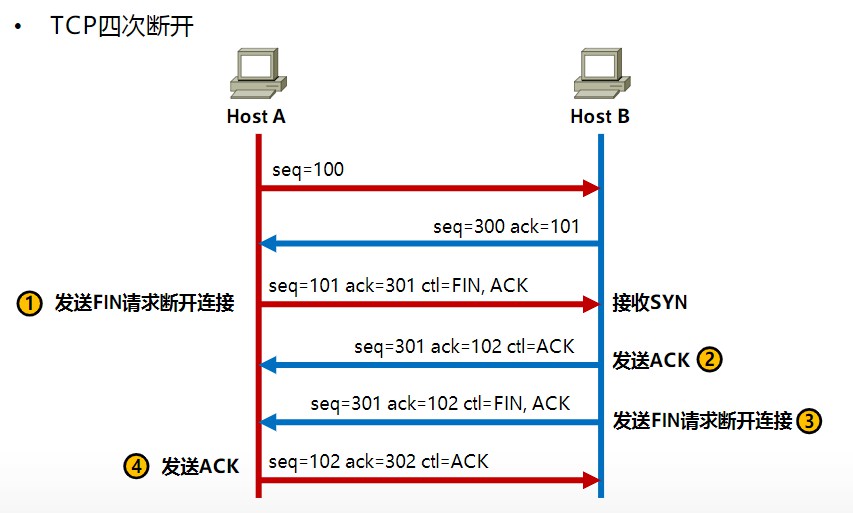 • TCP四次断开
Host A
Host B
seq=100
seq=300 ack=101
seq=101 ack=301 ctl=FIN, ACK
① 发送FIN请求断开连接
接收SYN
seq=301 ack=102 ctl=ACK
发送ACK ②
seq=301 ack=102 ctl=FIN, ACK
发送FIN请求断开连接 ③
④ 发送ACK
seq=102 ack=302 ctl=ACK